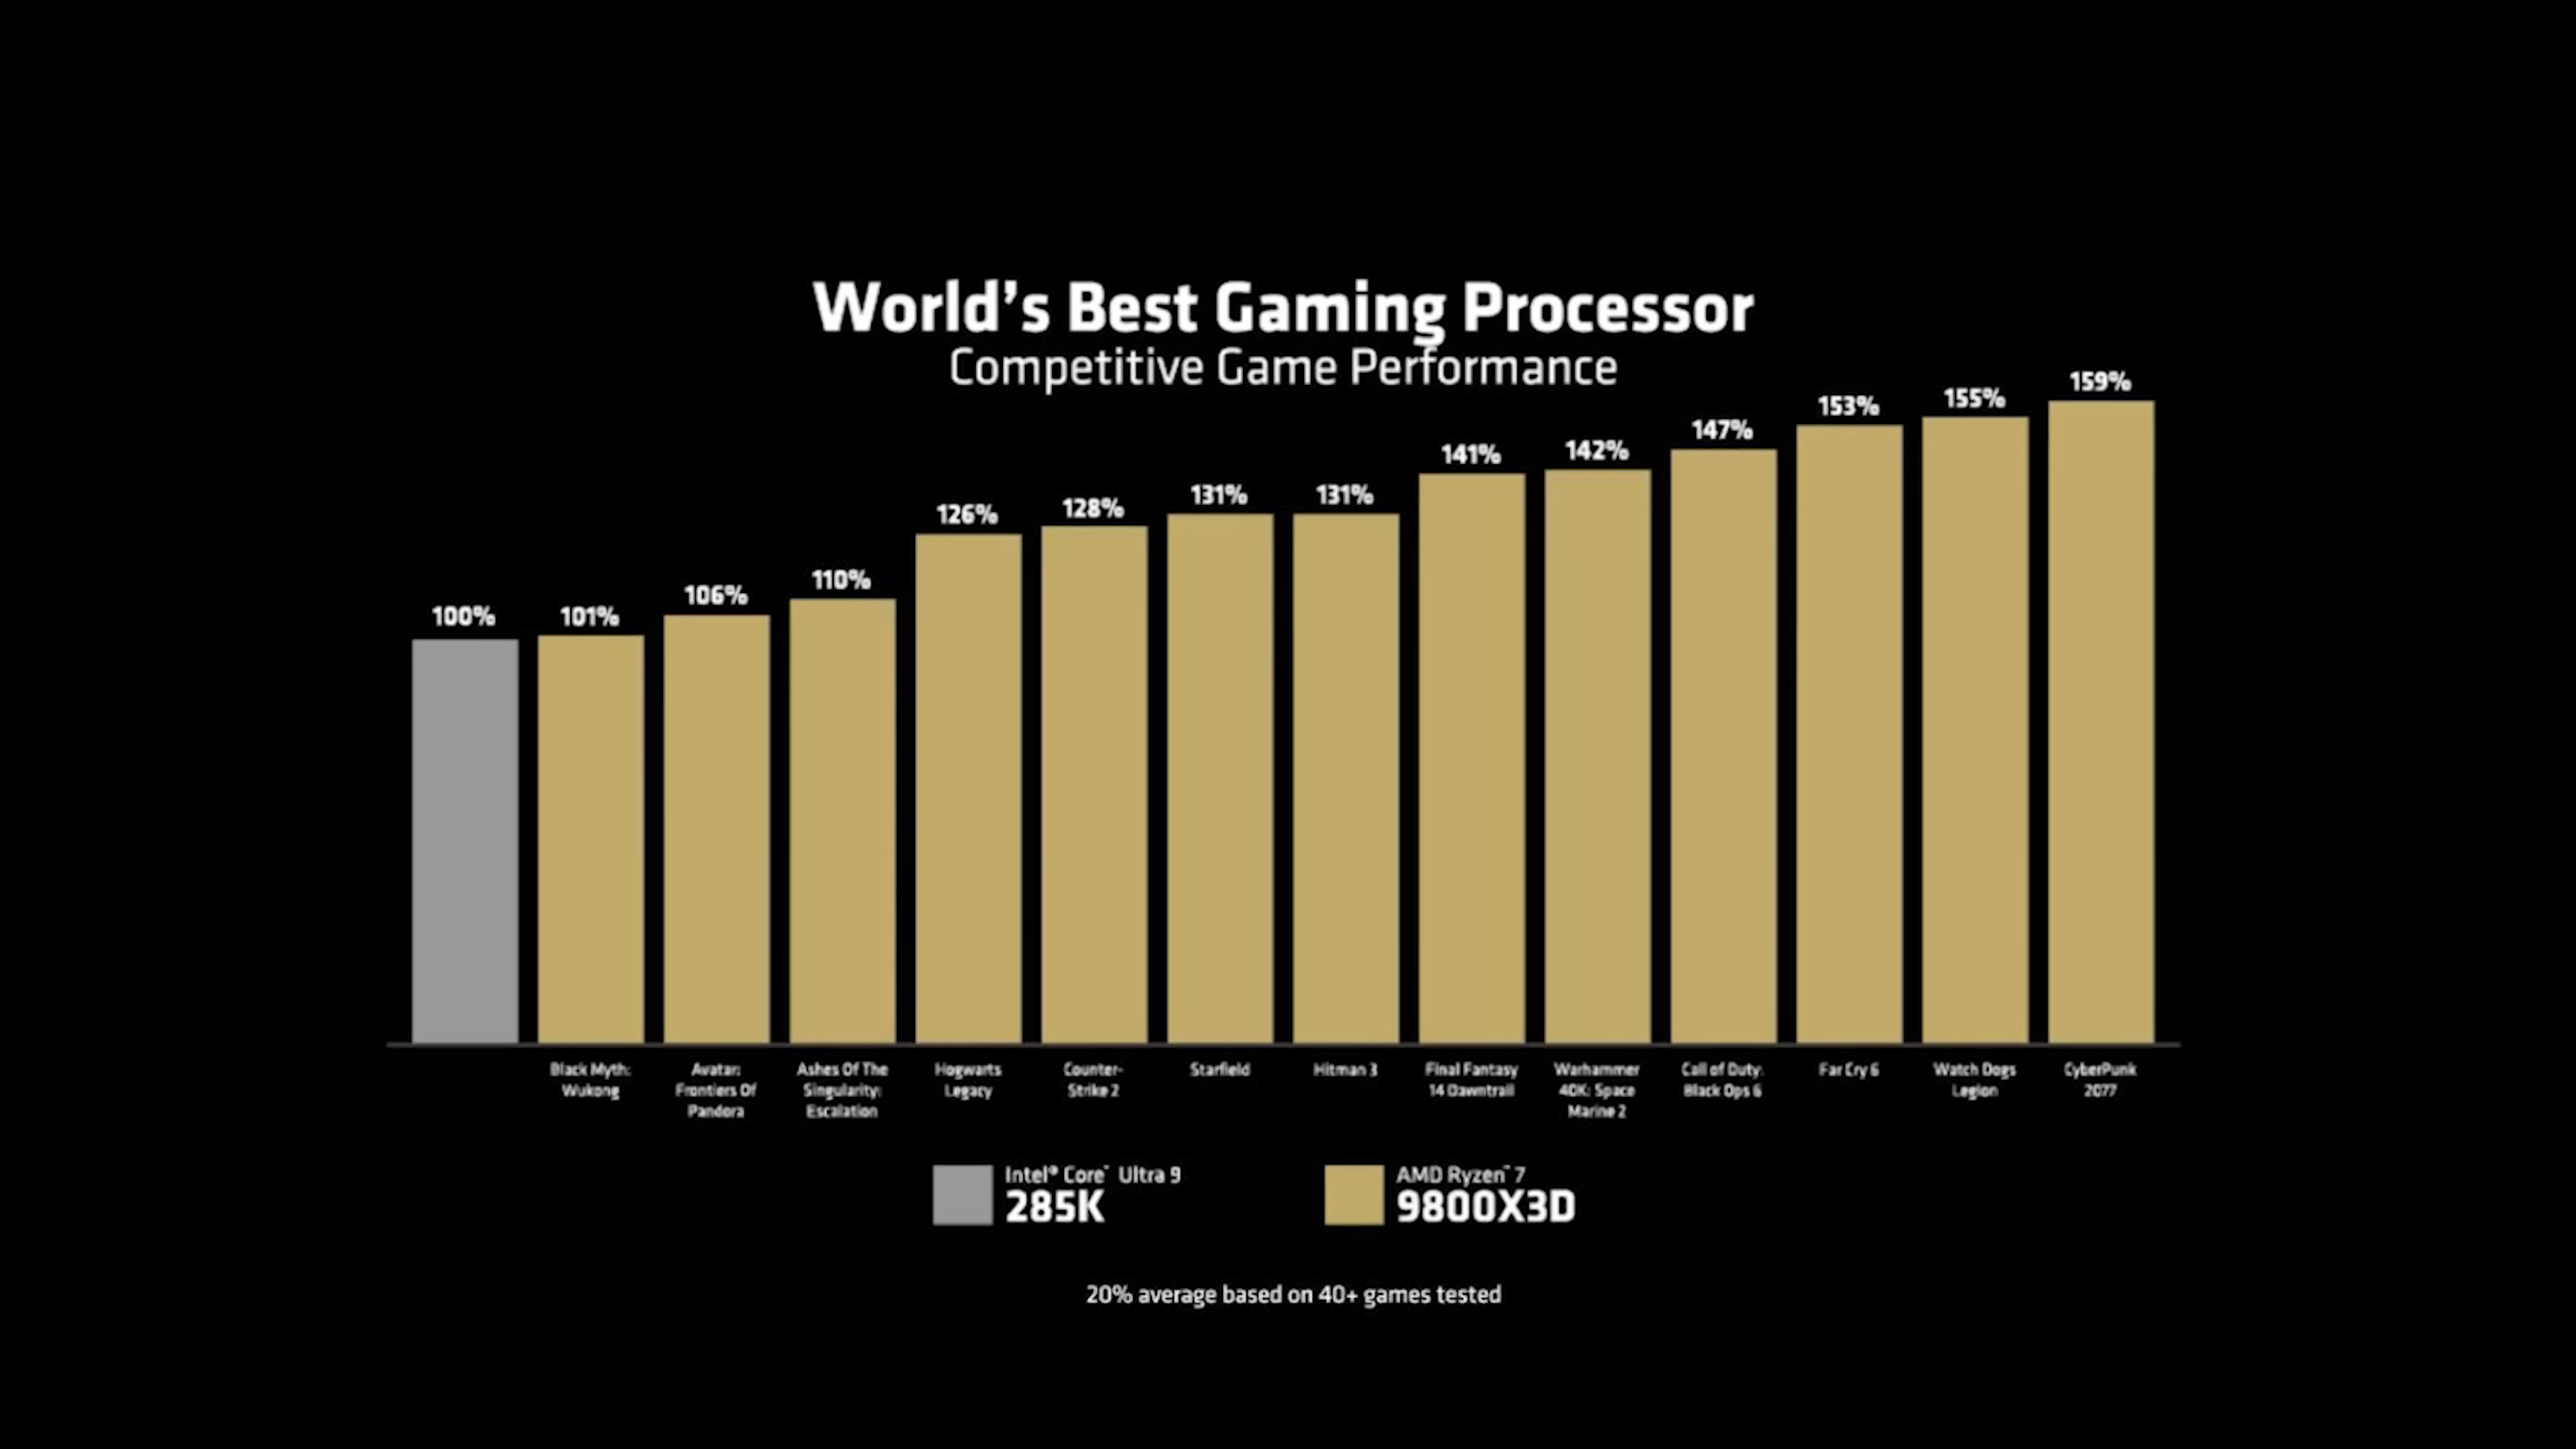 World's Best Gaming Processor
Competitive Game Performance
100%
101%
106%
110%
126%
128%
131%
131%
141%
142%
147%
153%
155%
159%
Black Myth:
Wukong
Avatar:
Frontiers Of
Pandora
Ashes Of The
Singularity:
Escalation
Hogwarts
Legacy
Counter-
Strike 2
Starfield
Hitman 3
Final Fantasy
14 Dawntrail
Warhammer
40K: Space
Marine 2
Call of Duty:
Black Ops 6
Far Cry 6
Watch Dogs
Legion
CyberPunk
2077
Intel® Core™ Ultra 9
285K
AMD Ryzen™ 7
9800X3D
20% average based on 40+ games tested